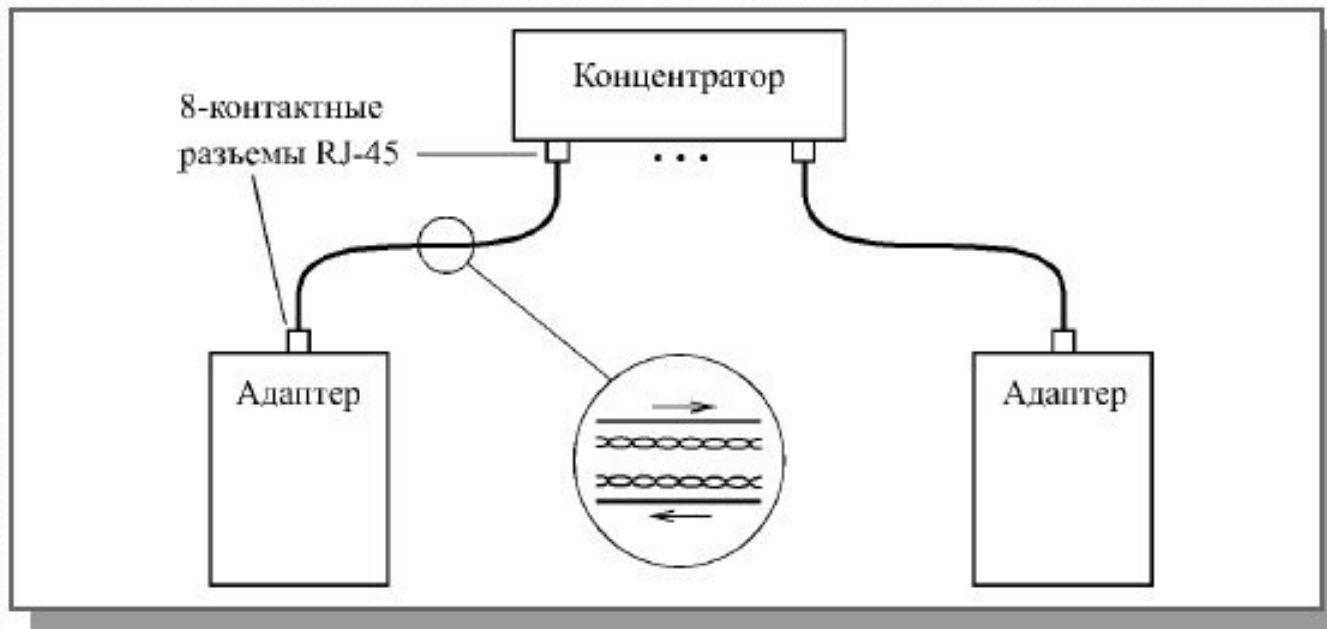 Концентратор
8-контактные
разъемы RJ-45
. . .
Адаптер
Адаптер